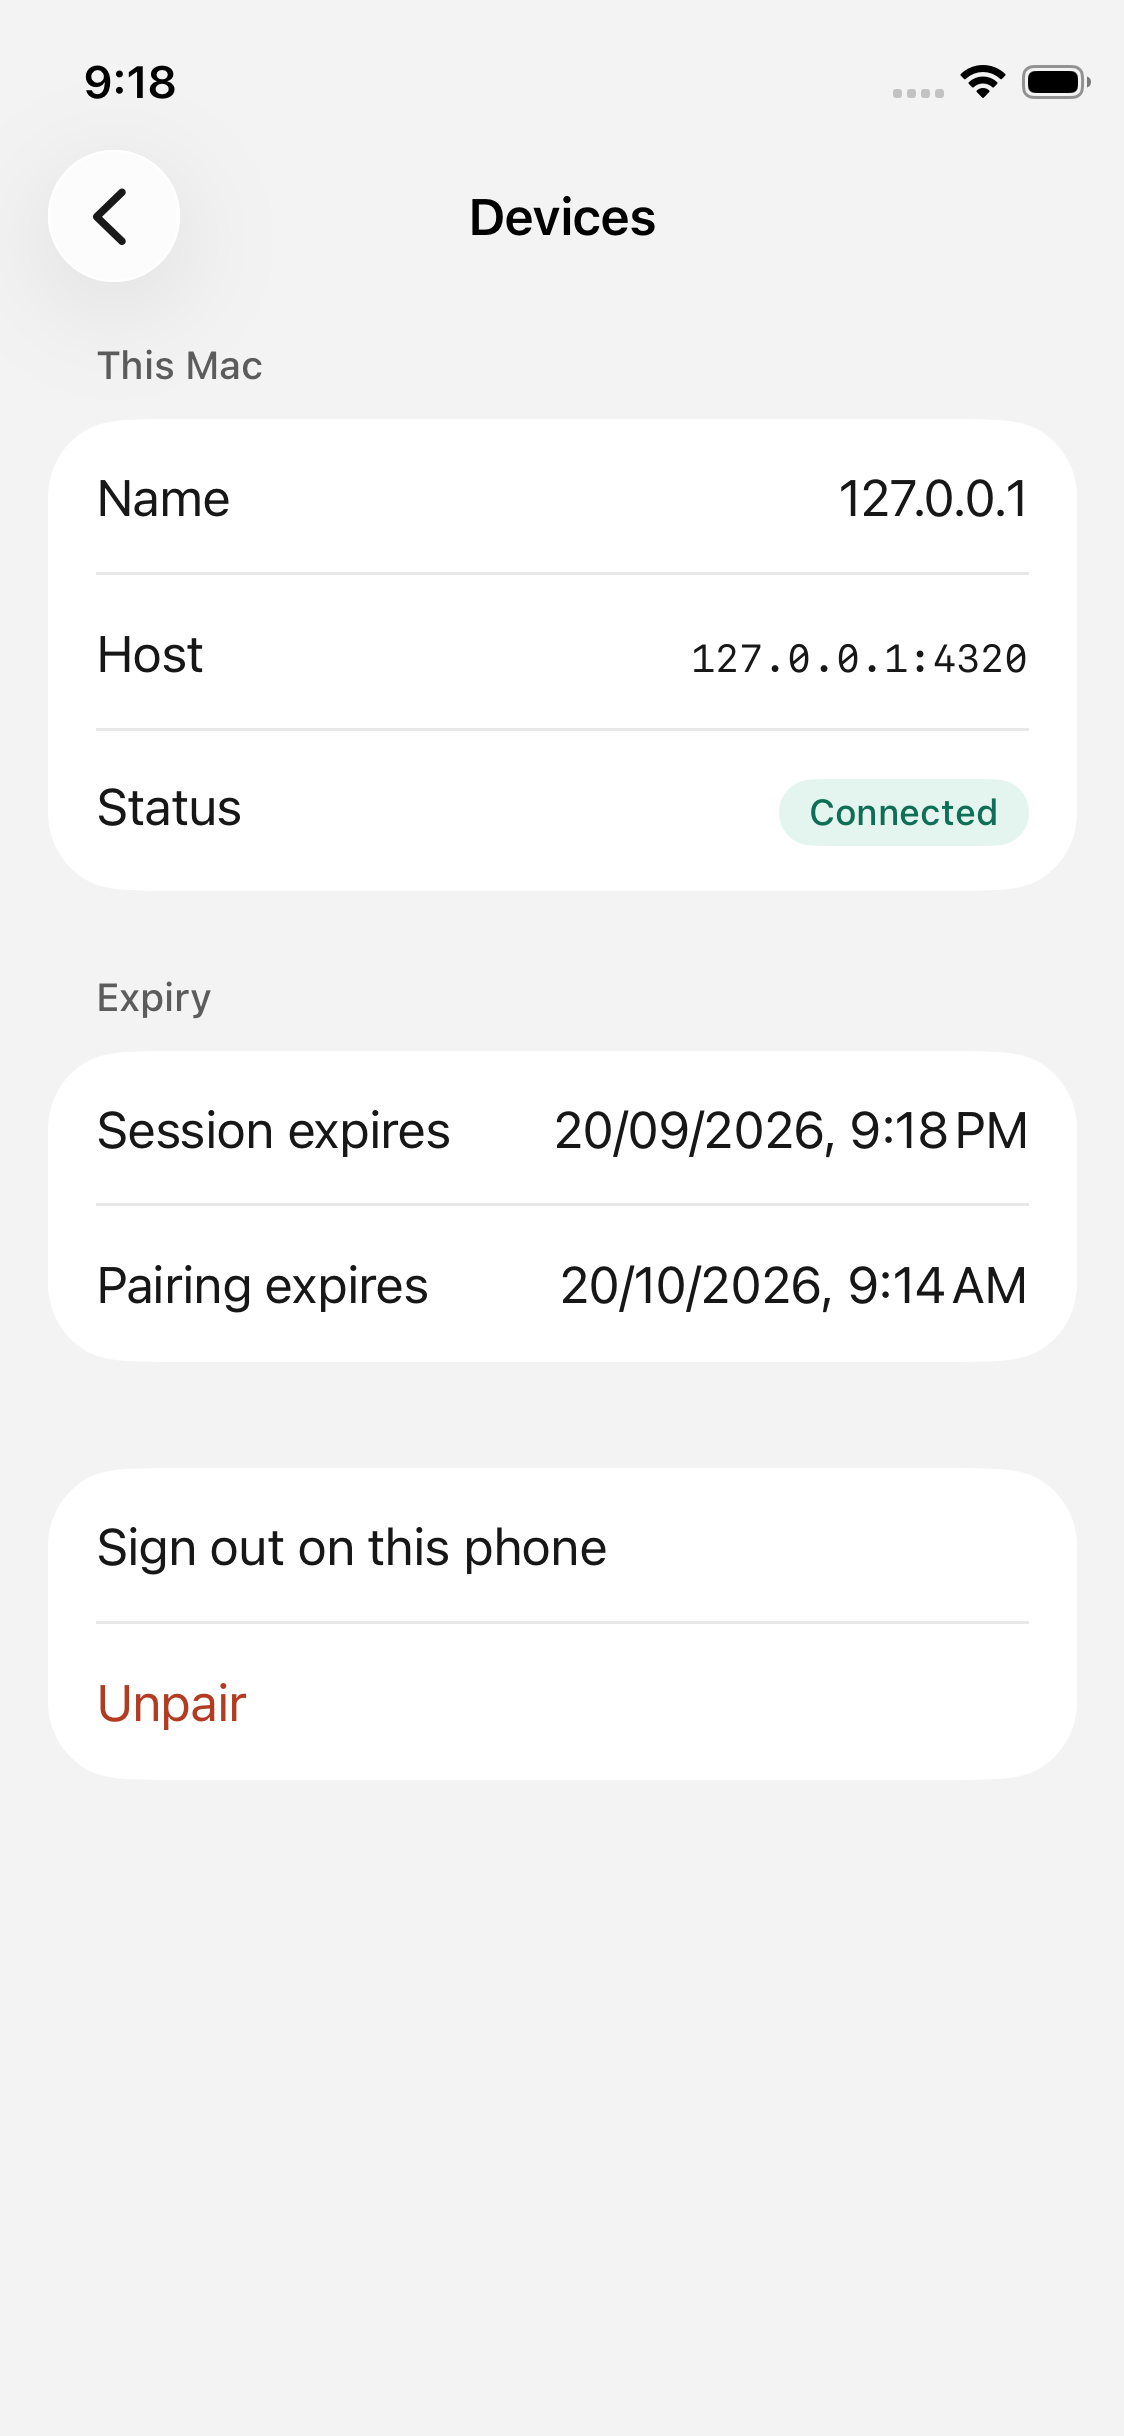 9:18
Devices
This Mac
Name 127.0.0.1
Host 127.0.0.1:4320
Status Connected
Expiry
Session expires 20/09/2026, 9:18 PM
Pairing expires 20/10/2026, 9:14 AM
Sign out on this phone
Unpair